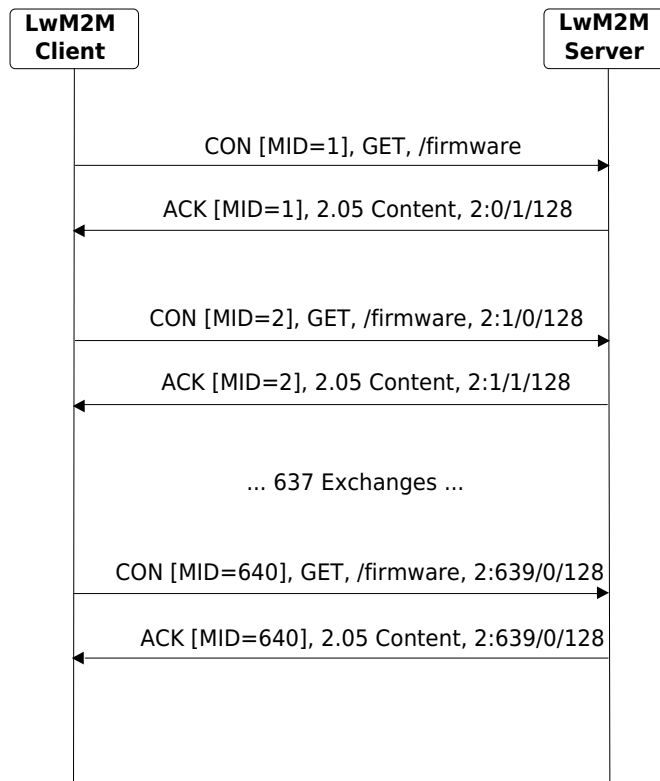 LwM2M
Client
LwM2M
Server
CON [MID=1], GET, /firmware
ACK [MID=1], 2.05 Content, 2:0/1/128
CON [MID=2], GET, /firmware, 2:1/0/128
ACK [MID=2], 2.05 Content, 2:1/1/128
... 637 Exchanges ...
CON [MID=640], GET, /firmware, 2:639/0/128
ACK [MID=640], 2.05 Content, 2:639/0/128